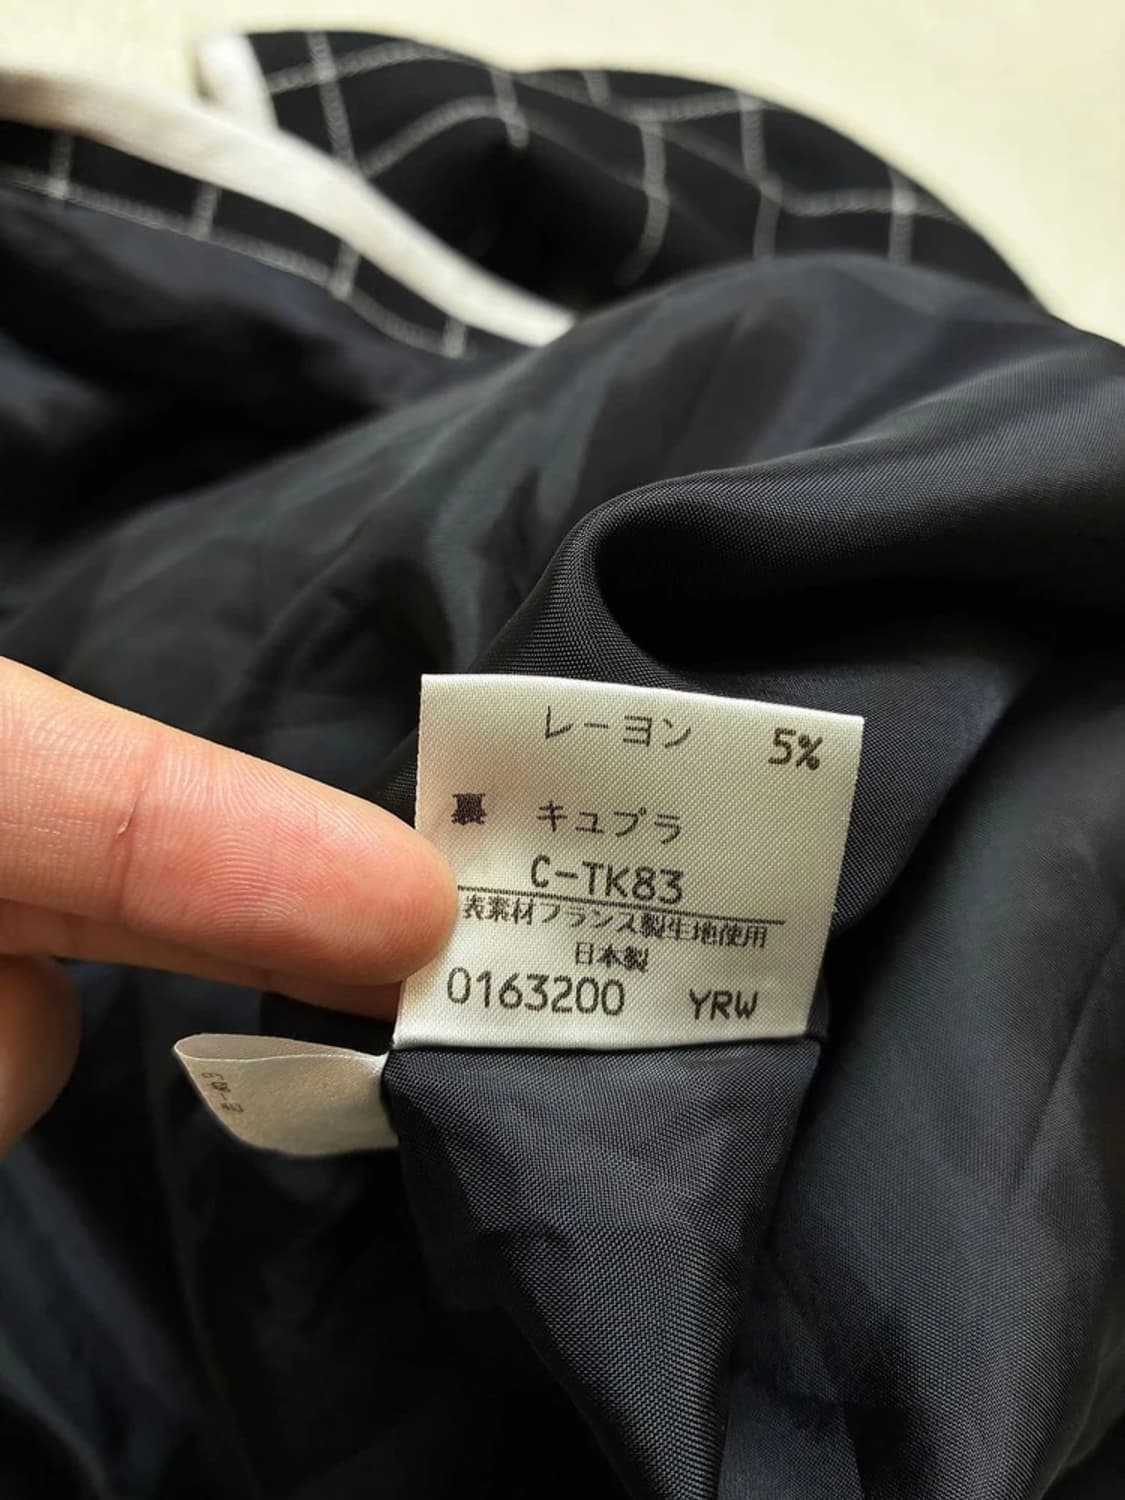 レーヨン 5%
裏 キュプラ
C-TK83
表素材フランス製生地使用
日本製
0163200 YRW